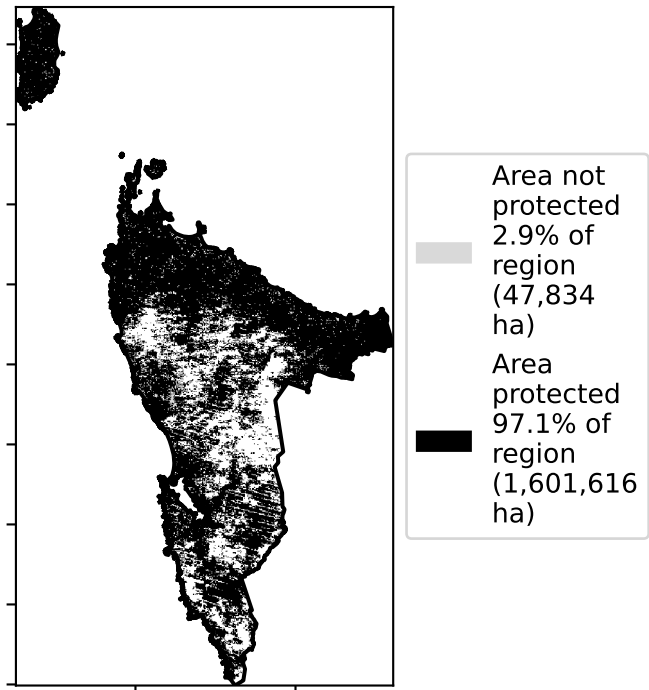 Area not
protected
2.9% of
region
(47,834
ha)
Area
protected
97.1% of
region
(1,601,616
ha)